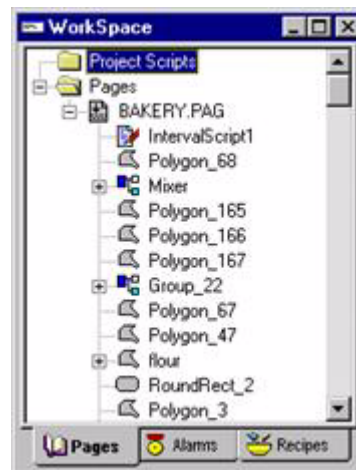 WorkSpace
Project Scripts
Pages
BAKERY.PAG
IntervalScript1
Polygon_68
Mixer
Polygon_165
Polygon_166
Polygon_167
Group_22
Polygon_67
Polygon_47
flour
RoundRect_2
Polygon_3
Pages Alarms Recipes